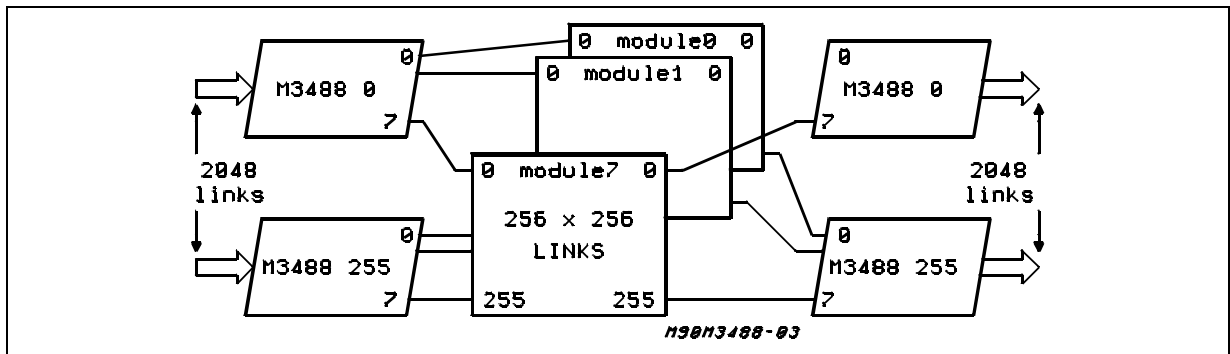 0 module0 0
0 module1 0
0
M3488 0
7
0
M3488 0
7
0 module7 0
256 x 256
LINKS
255 255
2048
links
2048
links
0
M3488 255
7
0
M3488 255
7
M90M3488-03